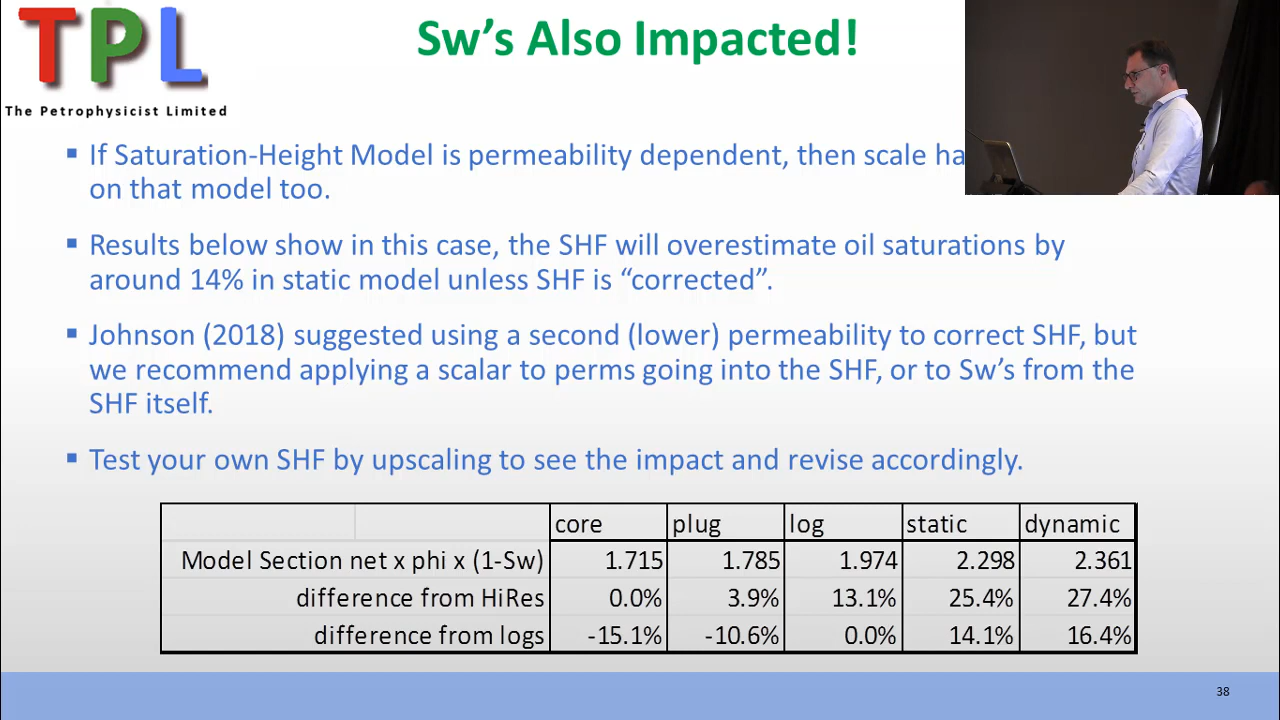 TPL
The Petrophysicist Limited
Sw's Also Impacted!
▪ If Saturation-Height Model is permeability dependent, then scale
on that model too.
▪ Results below show in this case, the SHF will overestimate oil saturations by
around 14% in static model unless SHF is “corrected”.
▪ Johnson (2018) suggested using a second (lower) permeability to correct SHF, but
we recommend applying a scalar to perms going into the SHF, or to Sw's from the
SHF itself.
▪ Test your own SHF by upscaling to see the impact and revise accordingly.
core plug log static dynamic
Model Section net x phi x (1-Sw) 1.715 1.785 1.974 2.298 2.361
difference from HiRes 0.0% 3.9% 13.1% 25.4% 27.4%
difference from logs -15.1% -10.6% 0.0% 14.1% 16.4%
38